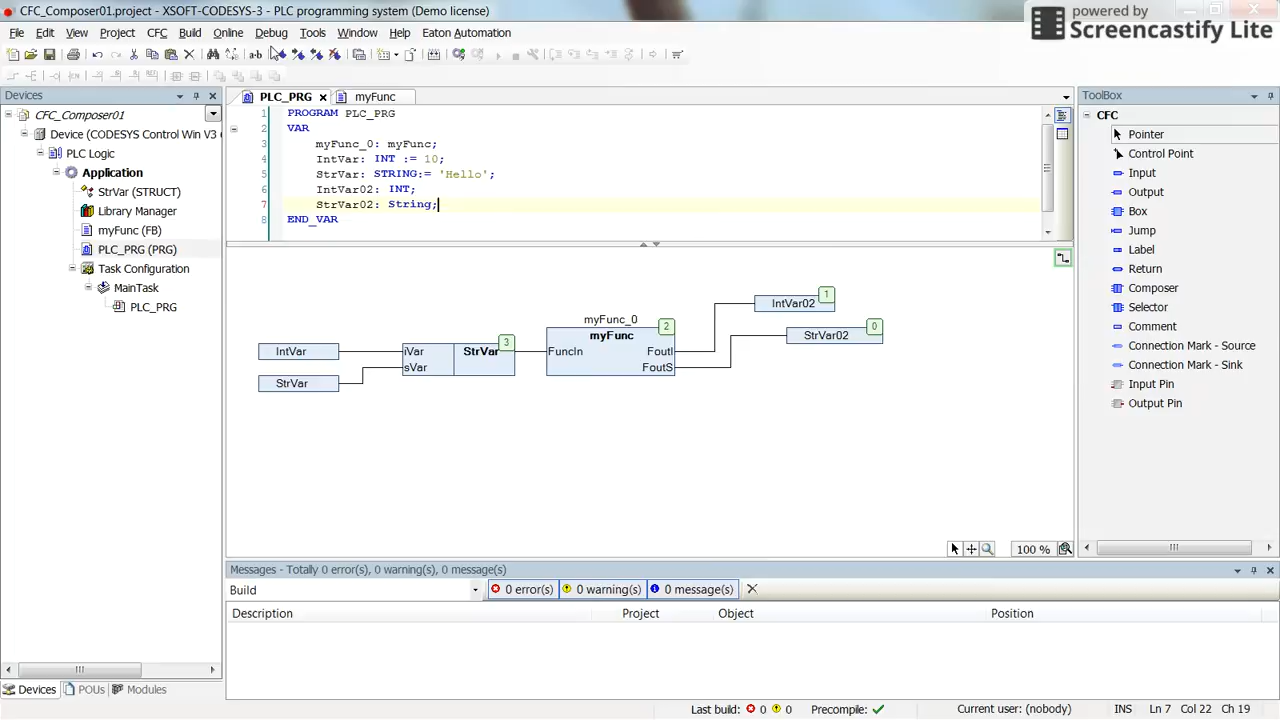 CFC_Composer01.project - XSOFT-CODESYS-3 - PLC programming system (Demo license)
powered by
Screencastify Lite
File Edit View Project CFC Build Online Debug Tools Window Help Eaton Automation
Devices
CFC_Composer01
Device (CODESYS Control Win V3
PLC Logic
Application
StrVar (STRUCT)
Library Manager
myFunc (FB)
PLC_PRG (PRG)
Task Configuration
MainTask
PLC_PRG
Devices POUs Modules
PLC_PRG myFunc
1 PROGRAM PLC_PRG
2 VAR
3 myFunc_0: myFunc;
4 IntVar: INT := 10;
5 StrVar: STRING:= 'Hello';
6 IntVar02: INT;
7 StrVar02: String;
8 END_VAR
IntVar
StrVar
iVar
sVar
StrVar
3
myFunc_0
2
myFunc
FuncIn
FoutI
FoutS
IntVar02
1
StrVar02
0
100 %
ToolBox
CFC
Pointer
Control Point
Input
Output
Box
Jump
Label
Return
Composer
Selector
Comment
Connection Mark - Source
Connection Mark - Sink
Input Pin
Output Pin
Messages - Totally 0 error(s), 0 warning(s), 0 message(s)
Build 0 error(s) 0 warning(s) 0 message(s)
Description Project Object Position
Last build: 0 0 Precompile: Current user: (nobody) INS Ln 7 Col 22 Ch 19